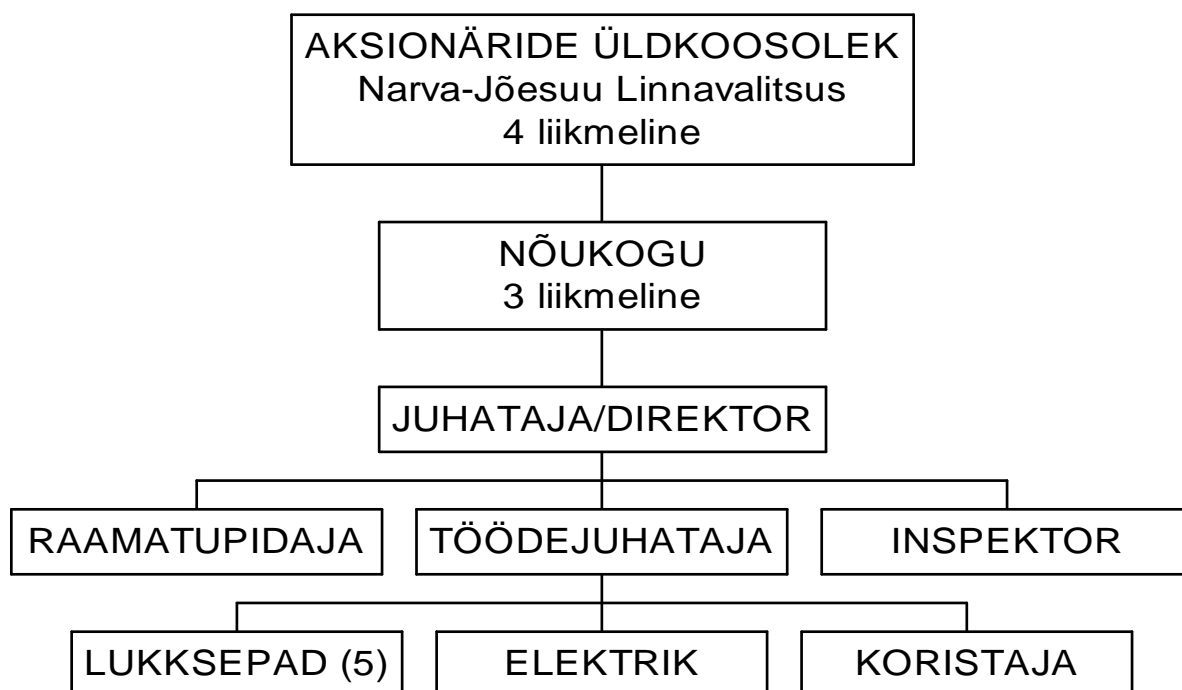 AKSIONÄRIDE ÜLDKOOSOLEK
Narva-Jõesuu Linnavalitsus
4 liikmeline
NÕUKOGU
3 liikmeline
JUHATAJA/DIREKTOR
RAAMATUPIDAJA
TÖÖDEJUHATAJA
INSPEKTOR
LUKKSEPAD (5)
ELEKTRIK
KORISTAJA